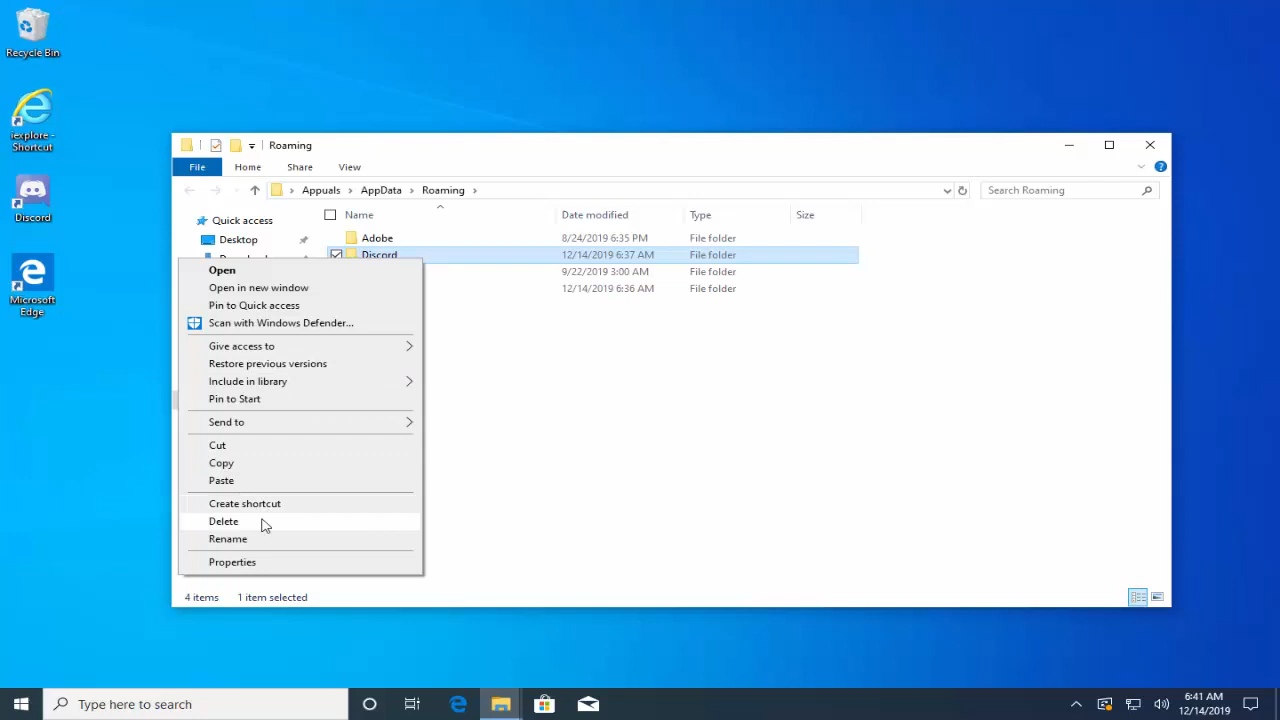 Recycle Bin
iexplore -
Shortcut
Discord
Microsoft
Edge
Roaming
File Home Share View
Appuals AppData Roaming
Search Roaming
Name Date modified Type Size
Quick access
Desktop
Adobe 8/24/2019 6:35 PM File folder
Discord 12/14/2019 6:37 AM File folder
9/22/2019 3:00 AM File folder
12/14/2019 6:36 AM File folder
Open
Open in new window
Pin to Quick access
Scan with Windows Defender...
Give access to
Restore previous versions
Include in library
Pin to Start
Send to
Cut
Copy
Paste
Create shortcut
Delete
Rename
Properties
4 items 1 item selected
Type here to search
6:41 AM
12/14/2019